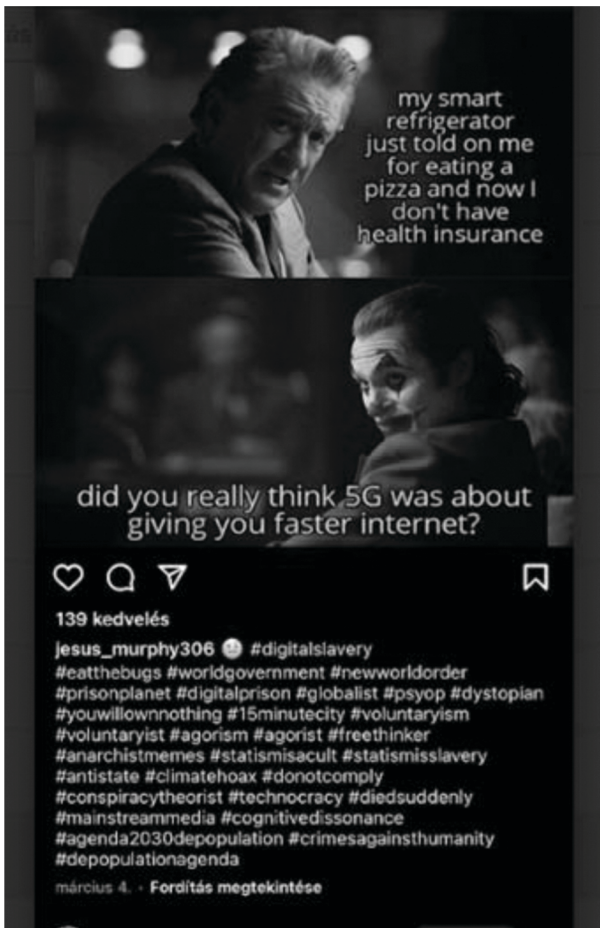 my smart
refrigerator
just told on me
for eating a
pizza and now I
don't have
health insurance
did you really think 5G was about
giving you faster internet?
139 kedvelés
jesus_murphy306 #digitalslavery
#eatthebugs #worldgovernment #newworldorder
#prisonplanet #digitalprison #globalist #psyop #dystopian
#youwillownnothing #15minutecity #voluntaryism
#voluntaryist #agorism #agorist #freethinker
#anarchistmemes #statismisacult #statismisslavery
#antistate #climatehoax #donotcomply
#conspiracytheorist #technocracy #diedsuddenly
#mainstreammedia #cognitivedissonance
#agenda2030depopulation #crimesagainsthumanity
#depopulationagenda
március 4. · Fordítás megtekintése